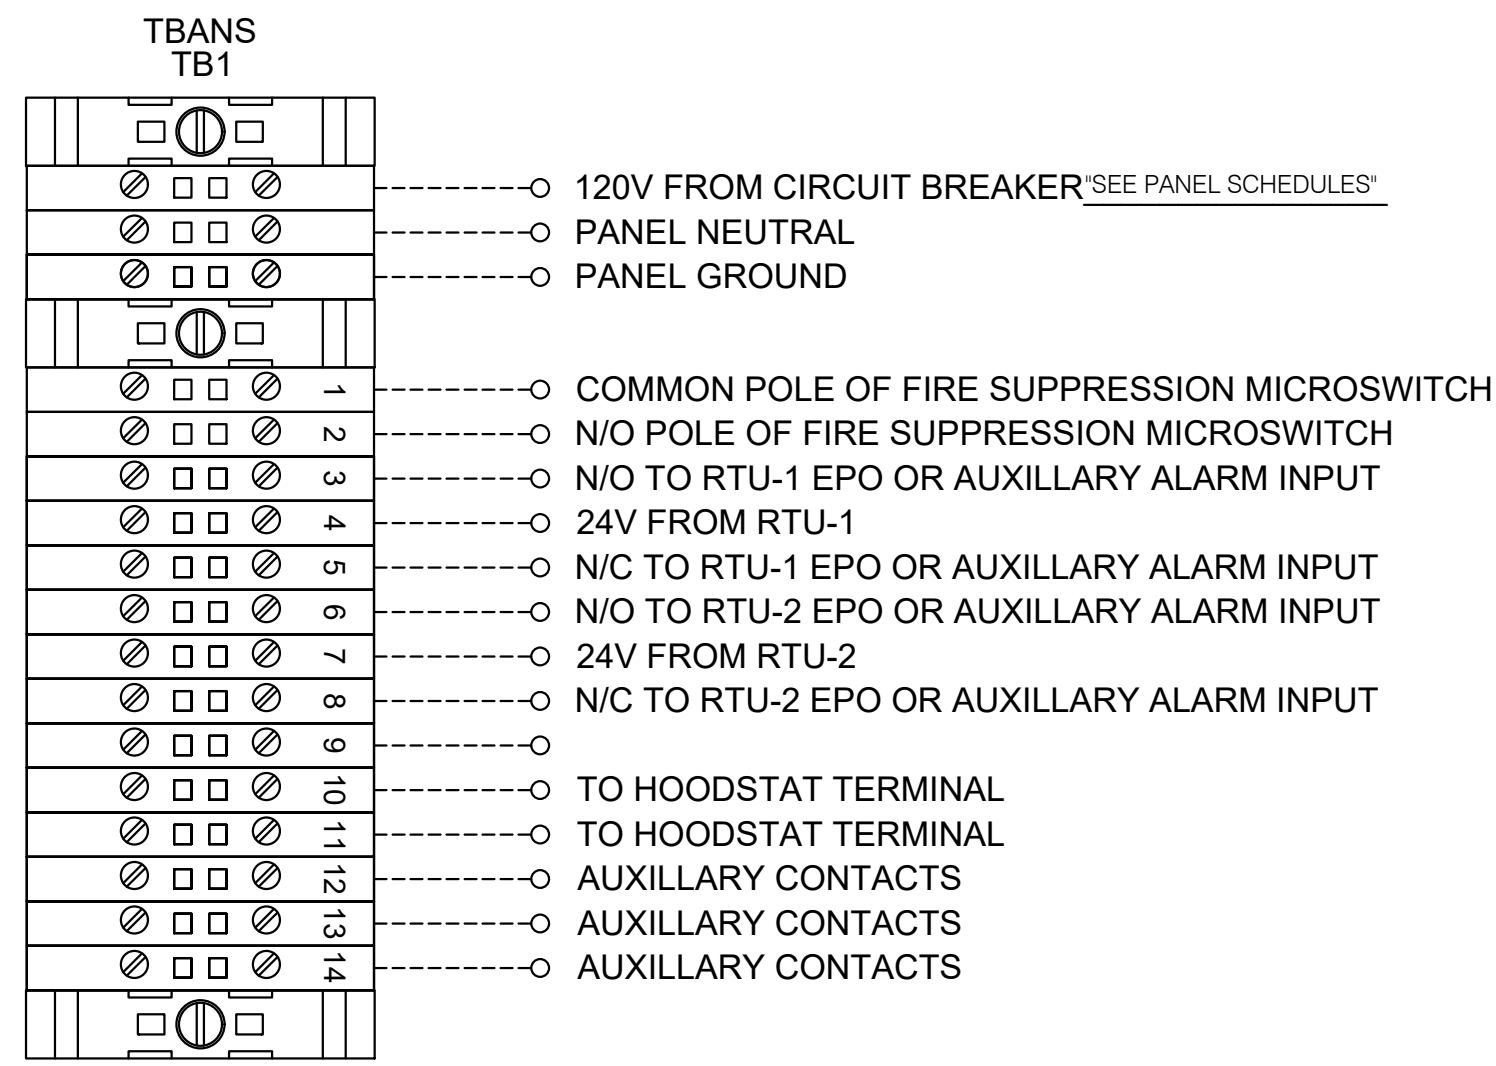 TBANS
TB1
120V FROM CIRCUIT BREAKER "SEE PANEL SCHEDULES"
PANEL NEUTRAL
PANEL GROUND
1 COMMON POLE OF FIRE SUPPRESSION MICROSWITCH
2 N/O POLE OF FIRE SUPPRESSION MICROSWITCH
3 N/O TO RTU-1 EPO OR AUXILLARY ALARM INPUT
4 24V FROM RTU-1
5 N/C TO RTU-1 EPO OR AUXILLARY ALARM INPUT
6 N/O TO RTU-2 EPO OR AUXILLARY ALARM INPUT
7 24V FROM RTU-2
8 N/C TO RTU-2 EPO OR AUXILLARY ALARM INPUT
9
10 TO HOODSTAT TERMINAL
11 TO HOODSTAT TERMINAL
12 AUXILLARY CONTACTS
13 AUXILLARY CONTACTS
14 AUXILLARY CONTACTS